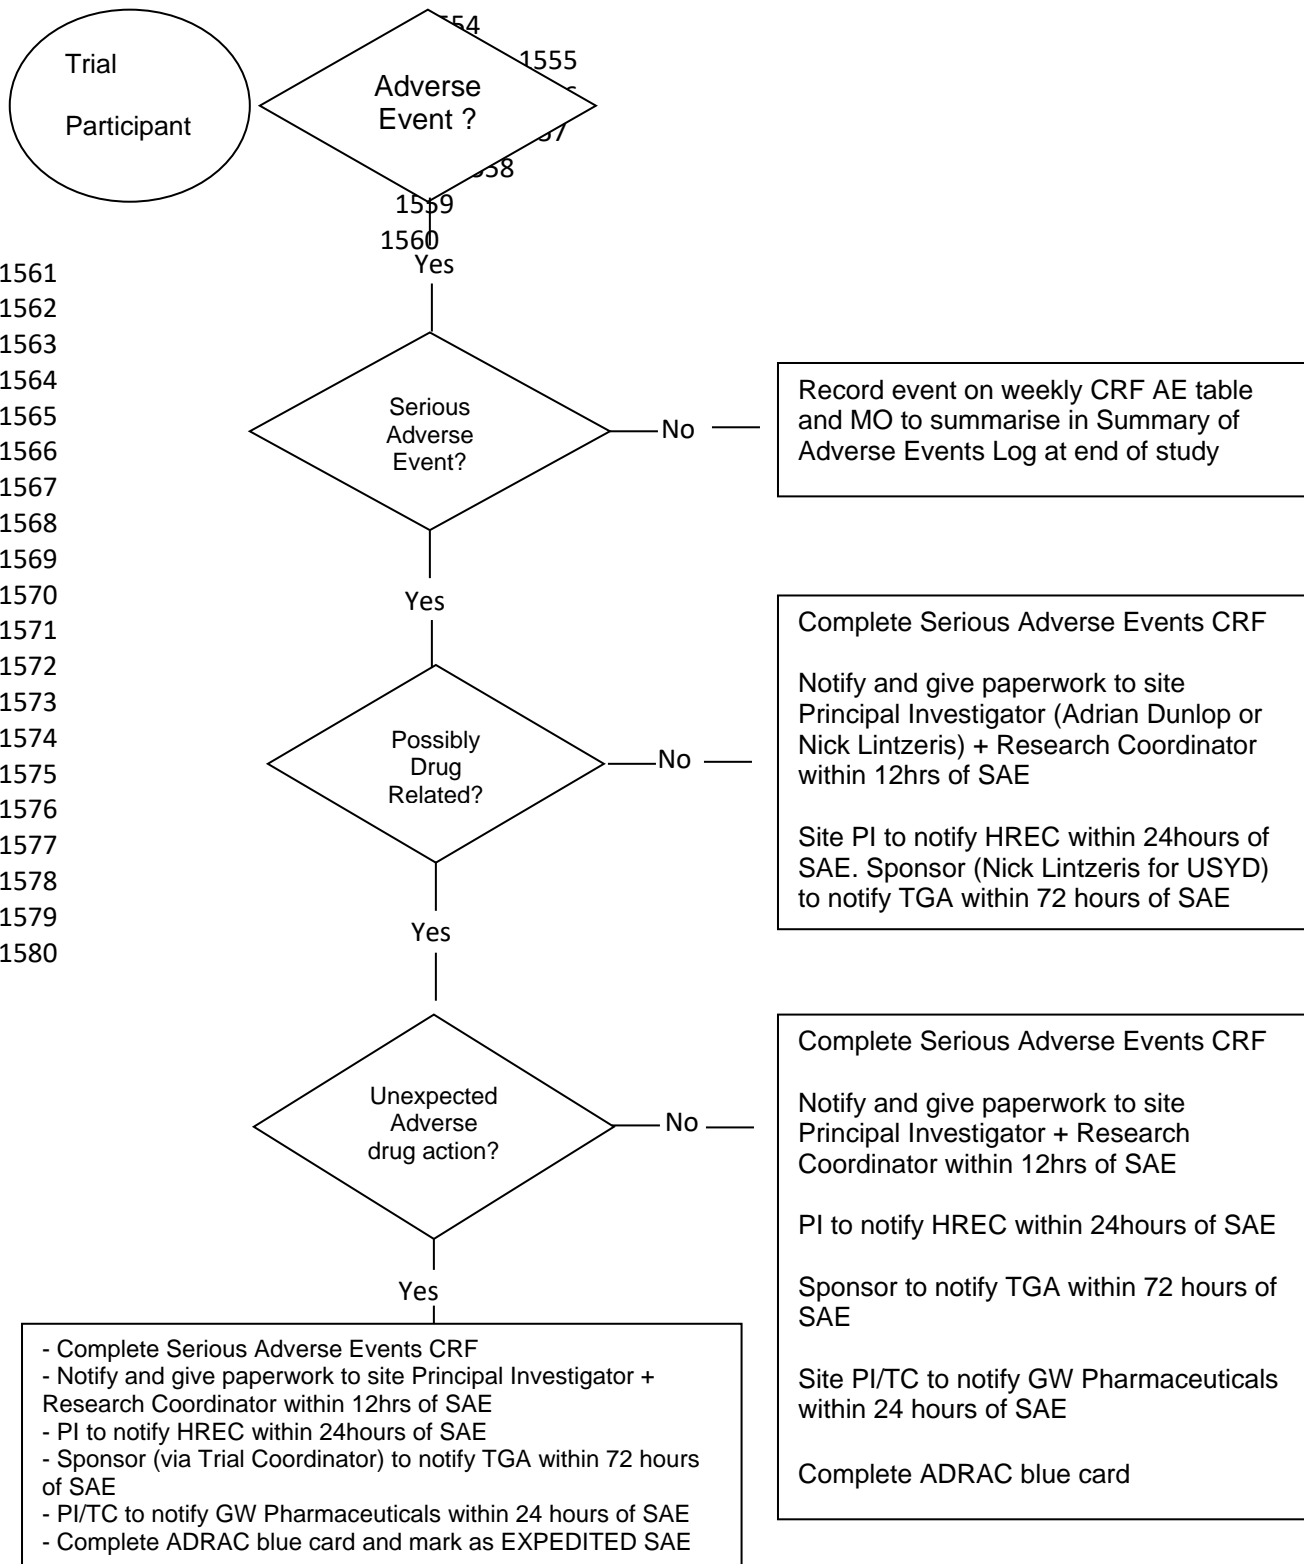 Trial
Participant
Adverse
Event ?
1555
1559
1560
Yes
1561
1562
1563
1564
1565
1566
1567
1568
1569
1570
1571
1572
1573
1574
1575
1576
1577
1578
1579
1580
Serious
Adverse
Event?
No
Record event on weekly CRF AE table
and MO to summarise in Summary of
Adverse Events Log at end of study
Yes
Possibly
Drug
Related?
No
Complete Serious Adverse Events CRF
Notify and give paperwork to site
Principal Investigator (Adrian Dunlop or
Nick Lintzeris) + Research Coordinator
within 12hrs of SAE
Site PI to notify HREC within 24hours of
SAE. Sponsor (Nick Lintzeris for USYD)
to notify TGA within 72 hours of SAE
Yes
Unexpected
Adverse
drug action?
No
Complete Serious Adverse Events CRF
Notify and give paperwork to site
Principal Investigator + Research
Coordinator within 12hrs of SAE
PI to notify HREC within 24hours of SAE
Sponsor to notify TGA within 72 hours of
SAE
Site PI/TC to notify GW Pharmaceuticals
within 24 hours of SAE
Complete ADRAC blue card
Yes
- Complete Serious Adverse Events CRF
- Notify and give paperwork to site Principal Investigator +
Research Coordinator within 12hrs of SAE
- PI to notify HREC within 24hours of SAE
- Sponsor (via Trial Coordinator) to notify TGA within 72 hours
of SAE
- PI/TC to notify GW Pharmaceuticals within 24 hours of SAE
- Complete ADRAC blue card and mark as EXPEDITED SAE